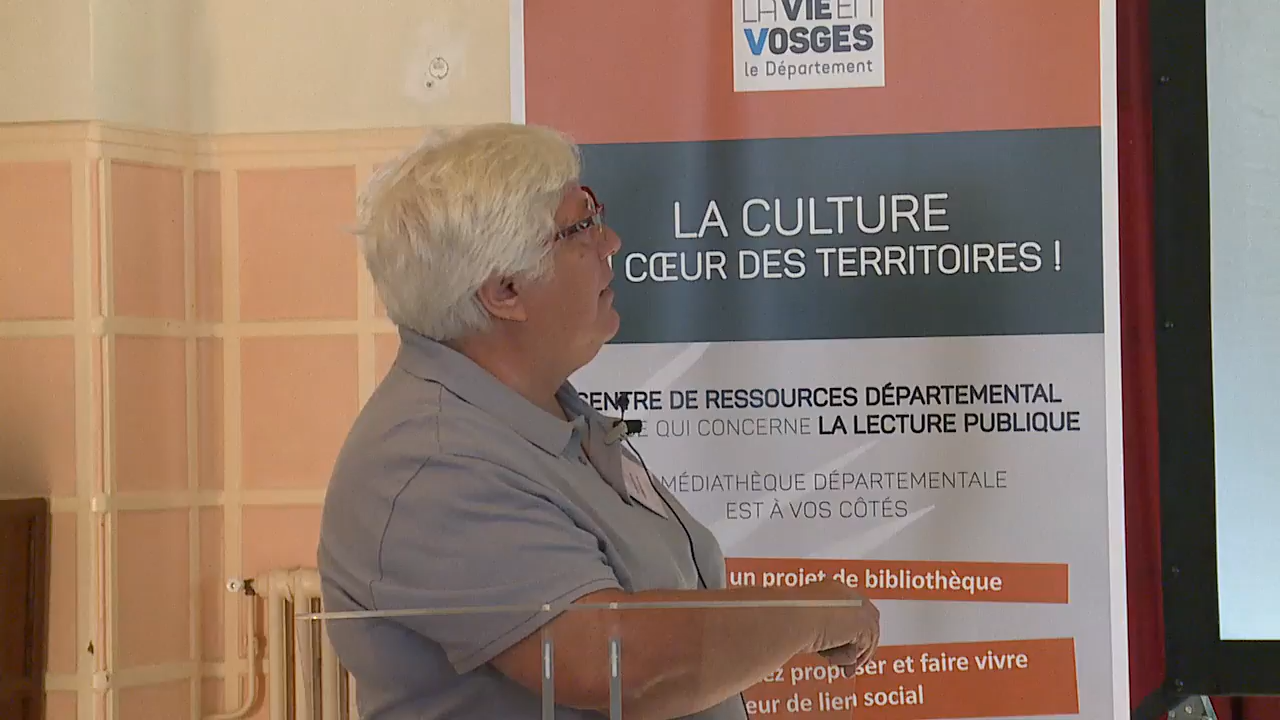 LA VIE EN
VOSGES
le Département
LA CULTURE
CŒUR DES TERRITOIRES !
CENTRE DE RESSOURCES DÉPARTEMENTAL
QUI CONCERNE LA LECTURE PUBLIQUE
MÉDIATHÈQUE DÉPARTEMENTALE
EST À VOS CÔTÉS
un projet de bibliothèque
proposer et faire vivre
de lien social